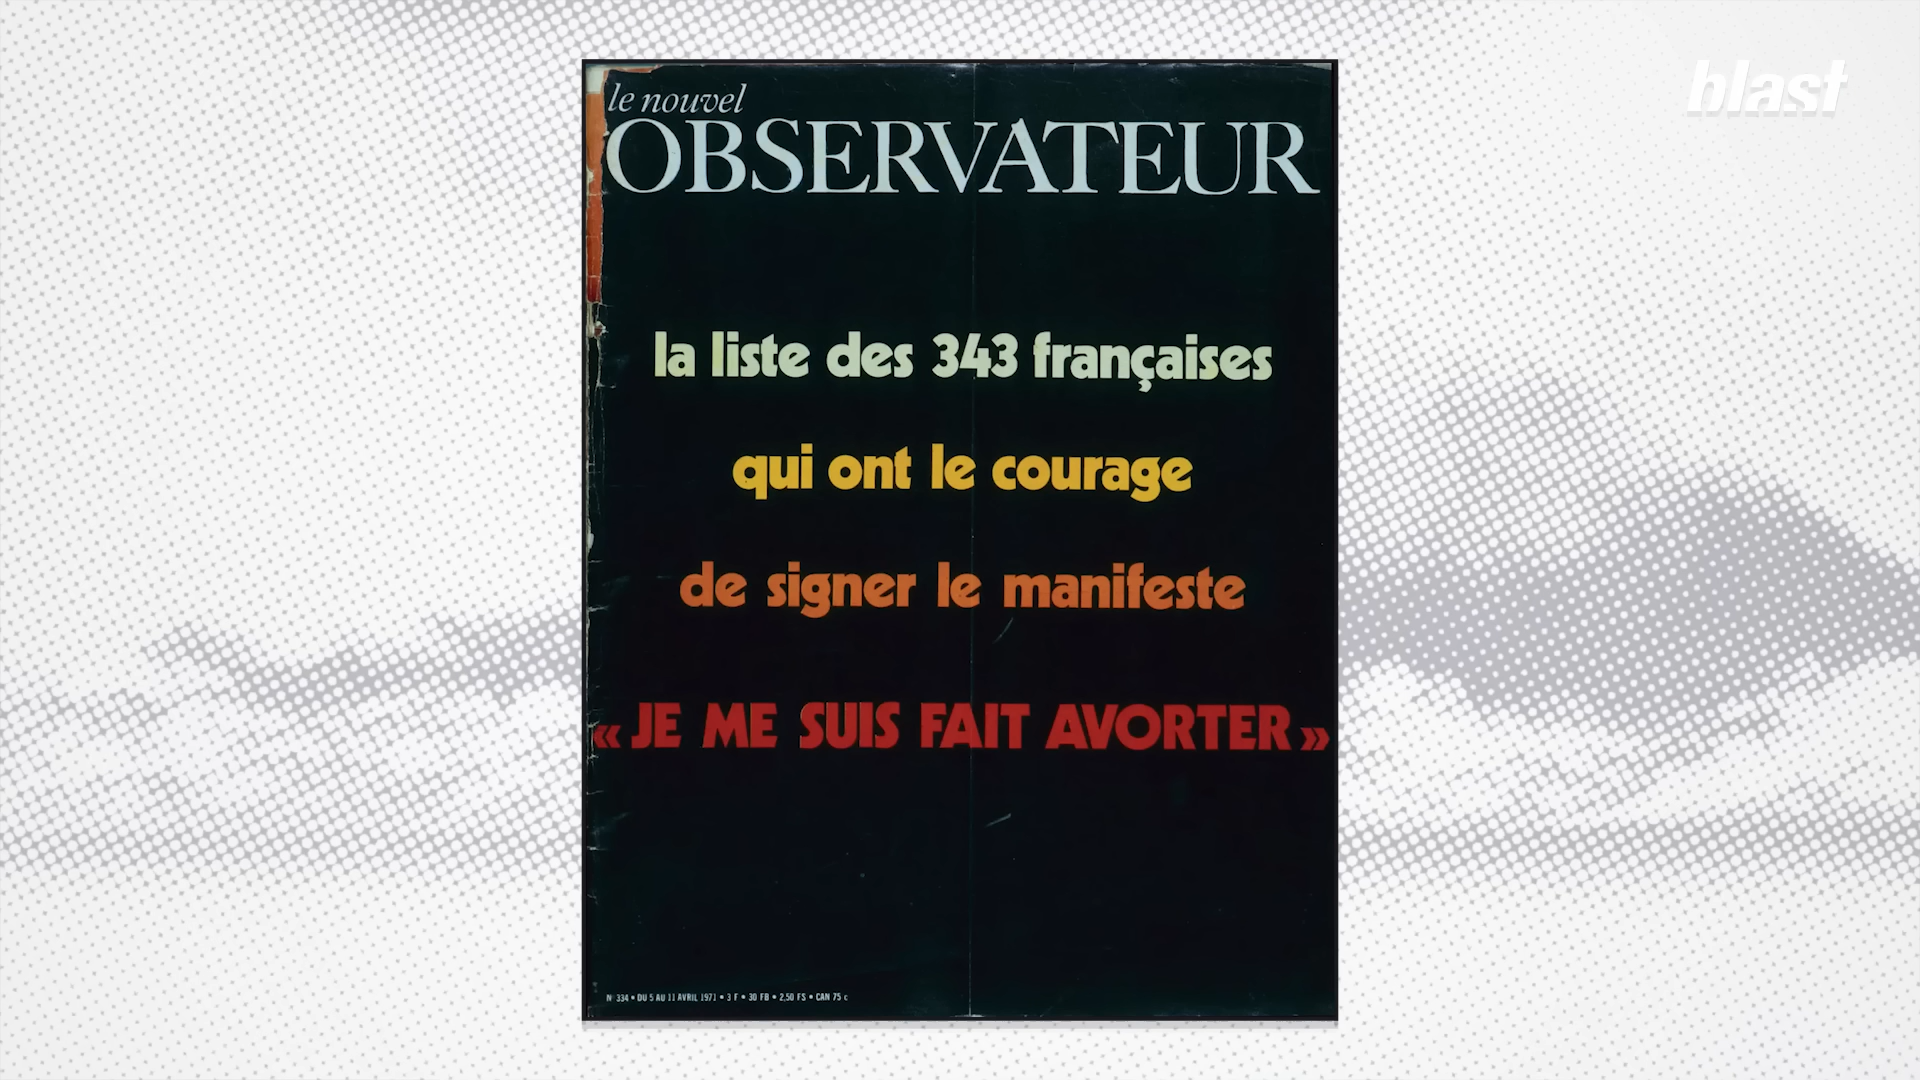 blast
le nouvel
OBSERVATEUR
la liste des 343 françaises
qui ont le courage
de signer le manifeste
« JE ME SUIS FAIT AVORTER »
N° 334 • DU 5 AU 11 AVRIL 1971 • 3 F • 30 FB • 2,50 FS • CAN 75 c